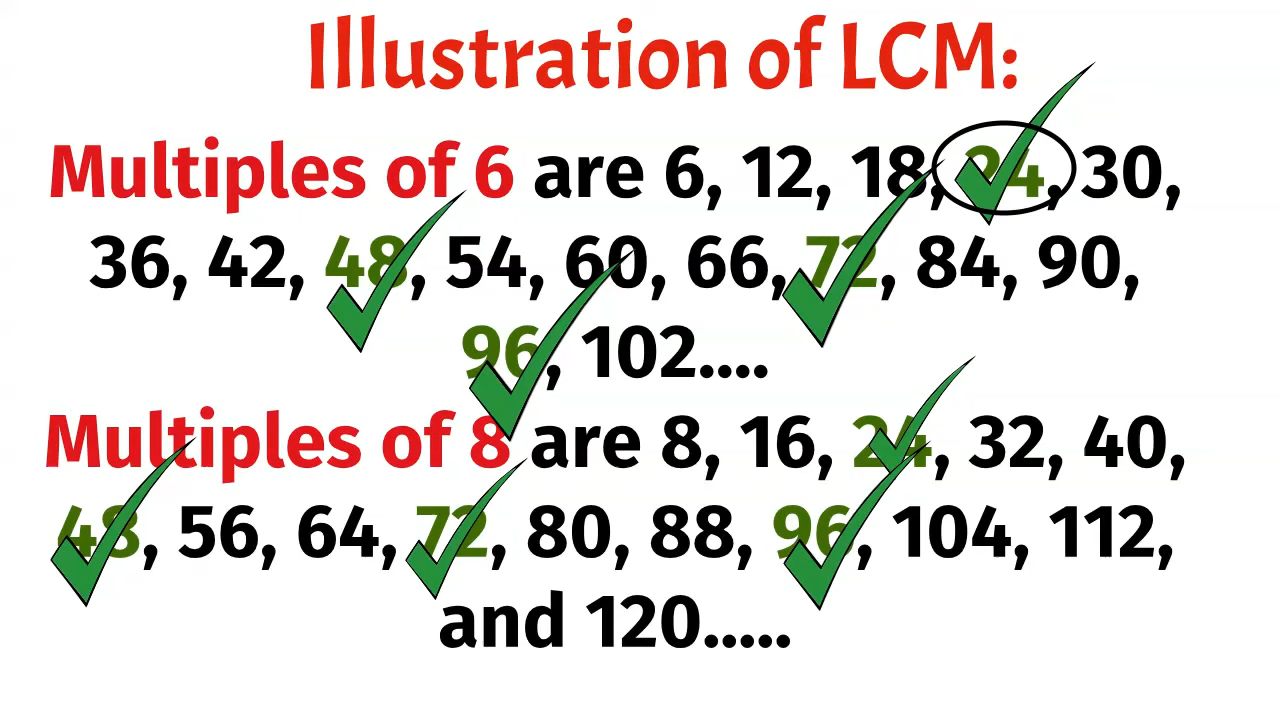 Illustration of LCM:
Multiples of 6 are 6, 12, 18, 24, 30,
36, 42, 48, 54, 60, 66, 72, 84, 90,
96, 102....
Multiples of 8 are 8, 16, 24, 32, 40,
48, 56, 64, 72, 80, 88, 96, 104, 112,
and 120.....